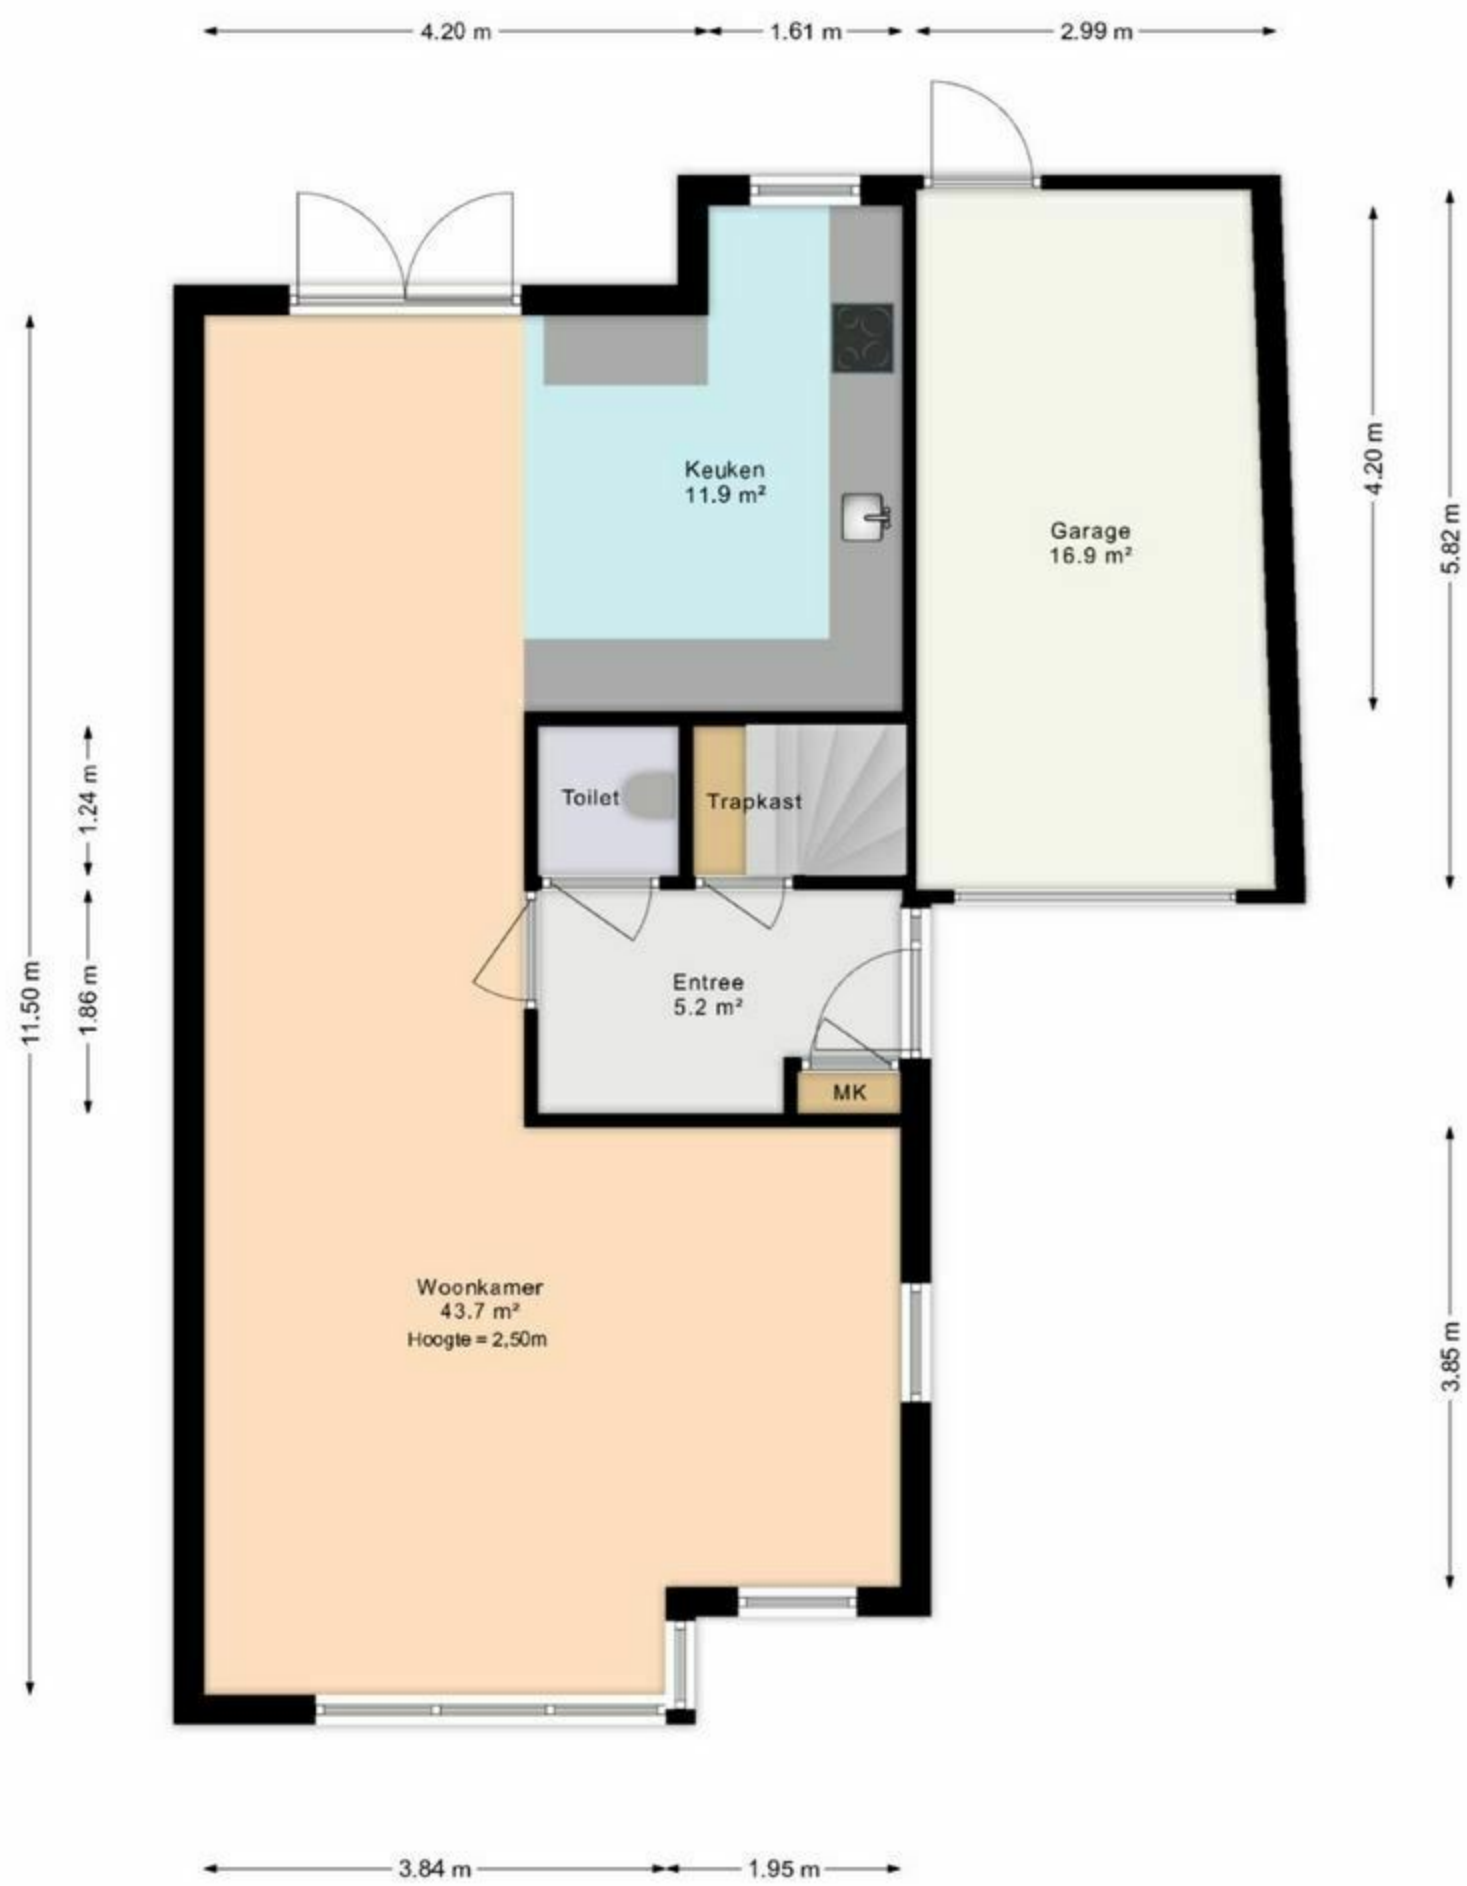 4.20 m
1.61 m
2.99 m
4.20 m
5.82 m
Keuken
11.9 m²
Garage
16.9 m²
1.24 m
Toilet
Trapkast
11.50 m
1.86 m
Entree
5.2 m²
MK
Woonkamer
43.7 m²
Hoogte = 2,50m
3.85 m
3.84 m
1.95 m